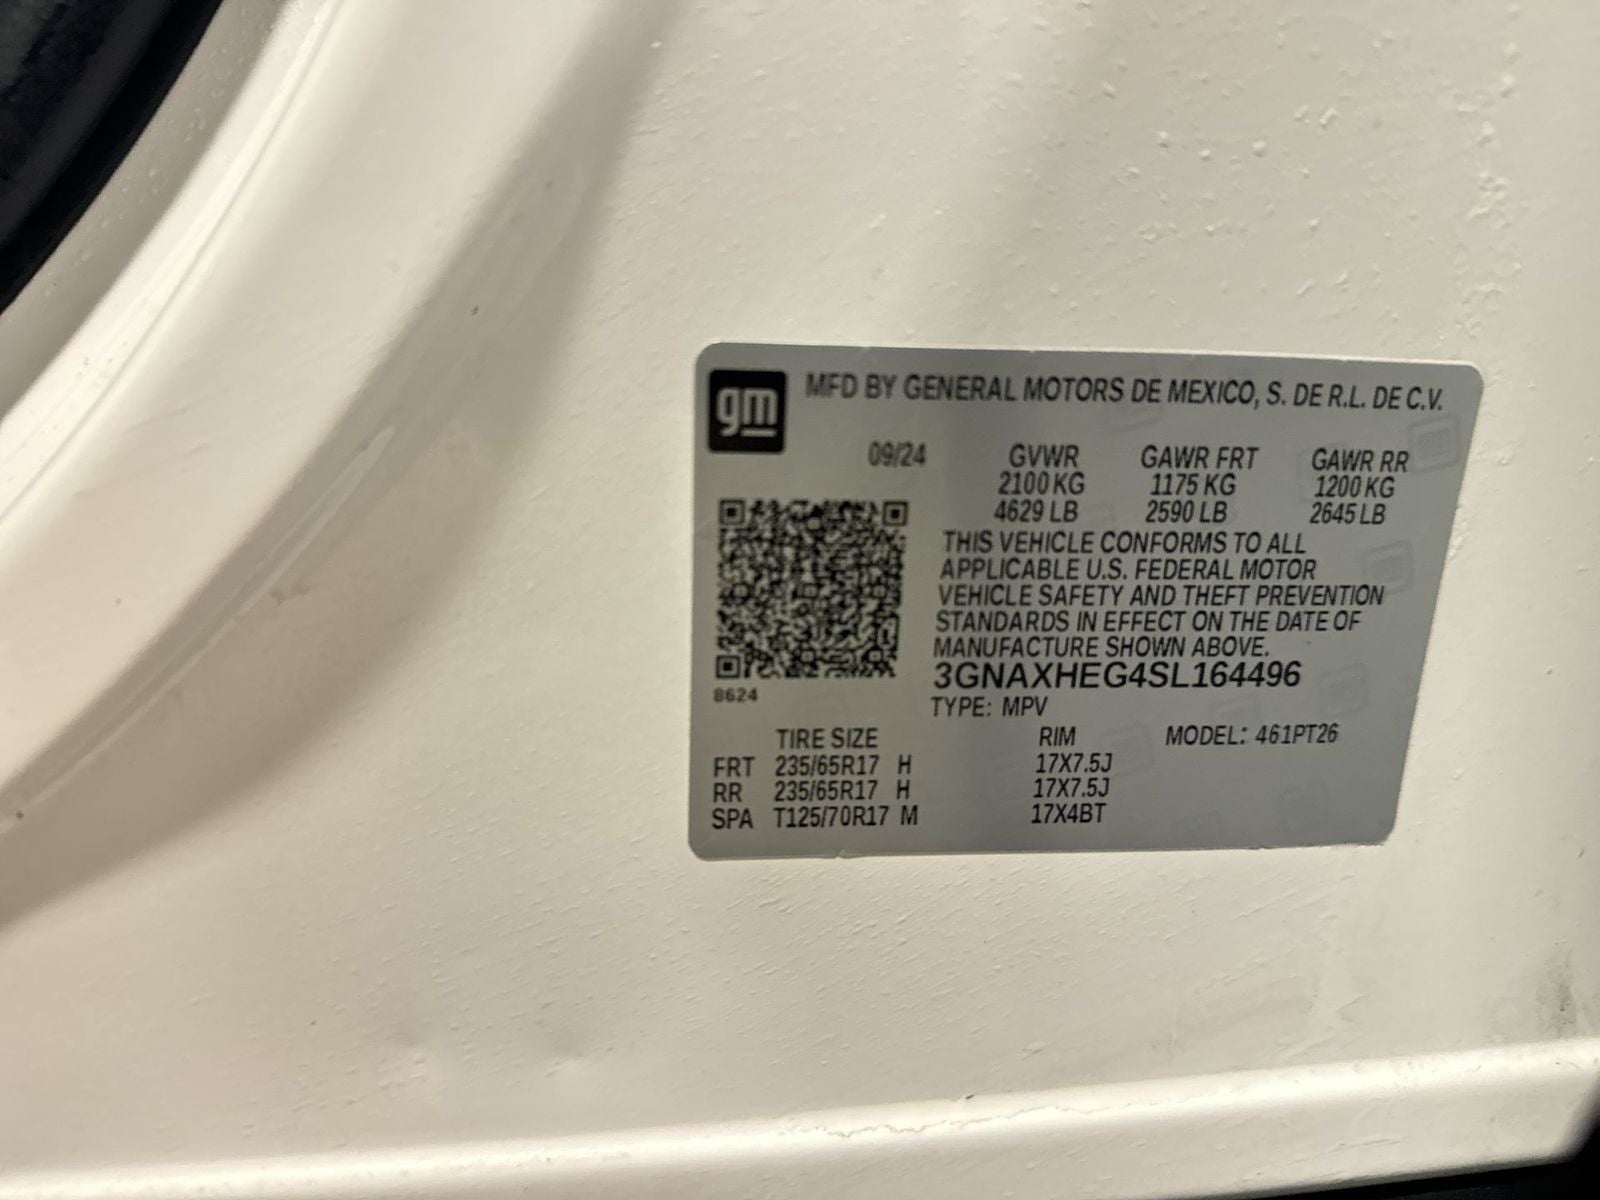 gm
MFD BY GENERAL MOTORS DE MEXICO, S. DE R.L. DE C.V.
09/24 GVWR GAWR FRT GAWR RR
2100 KG 1175 KG 1200 KG
4629 LB 2590 LB 2645 LB
THIS VEHICLE CONFORMS TO ALL
APPLICABLE U.S. FEDERAL MOTOR
VEHICLE SAFETY AND THEFT PREVENTION
STANDARDS IN EFFECT ON THE DATE OF
MANUFACTURE SHOWN ABOVE.
3GNAXHEG4SL164496
8624
TYPE: MPV
TIRE SIZE RIM MODEL: 461PT26
FRT 235/65R17 H 17X7.5J
RR 235/65R17 H 17X7.5J
SPA T125/70R17 M 17X4BT